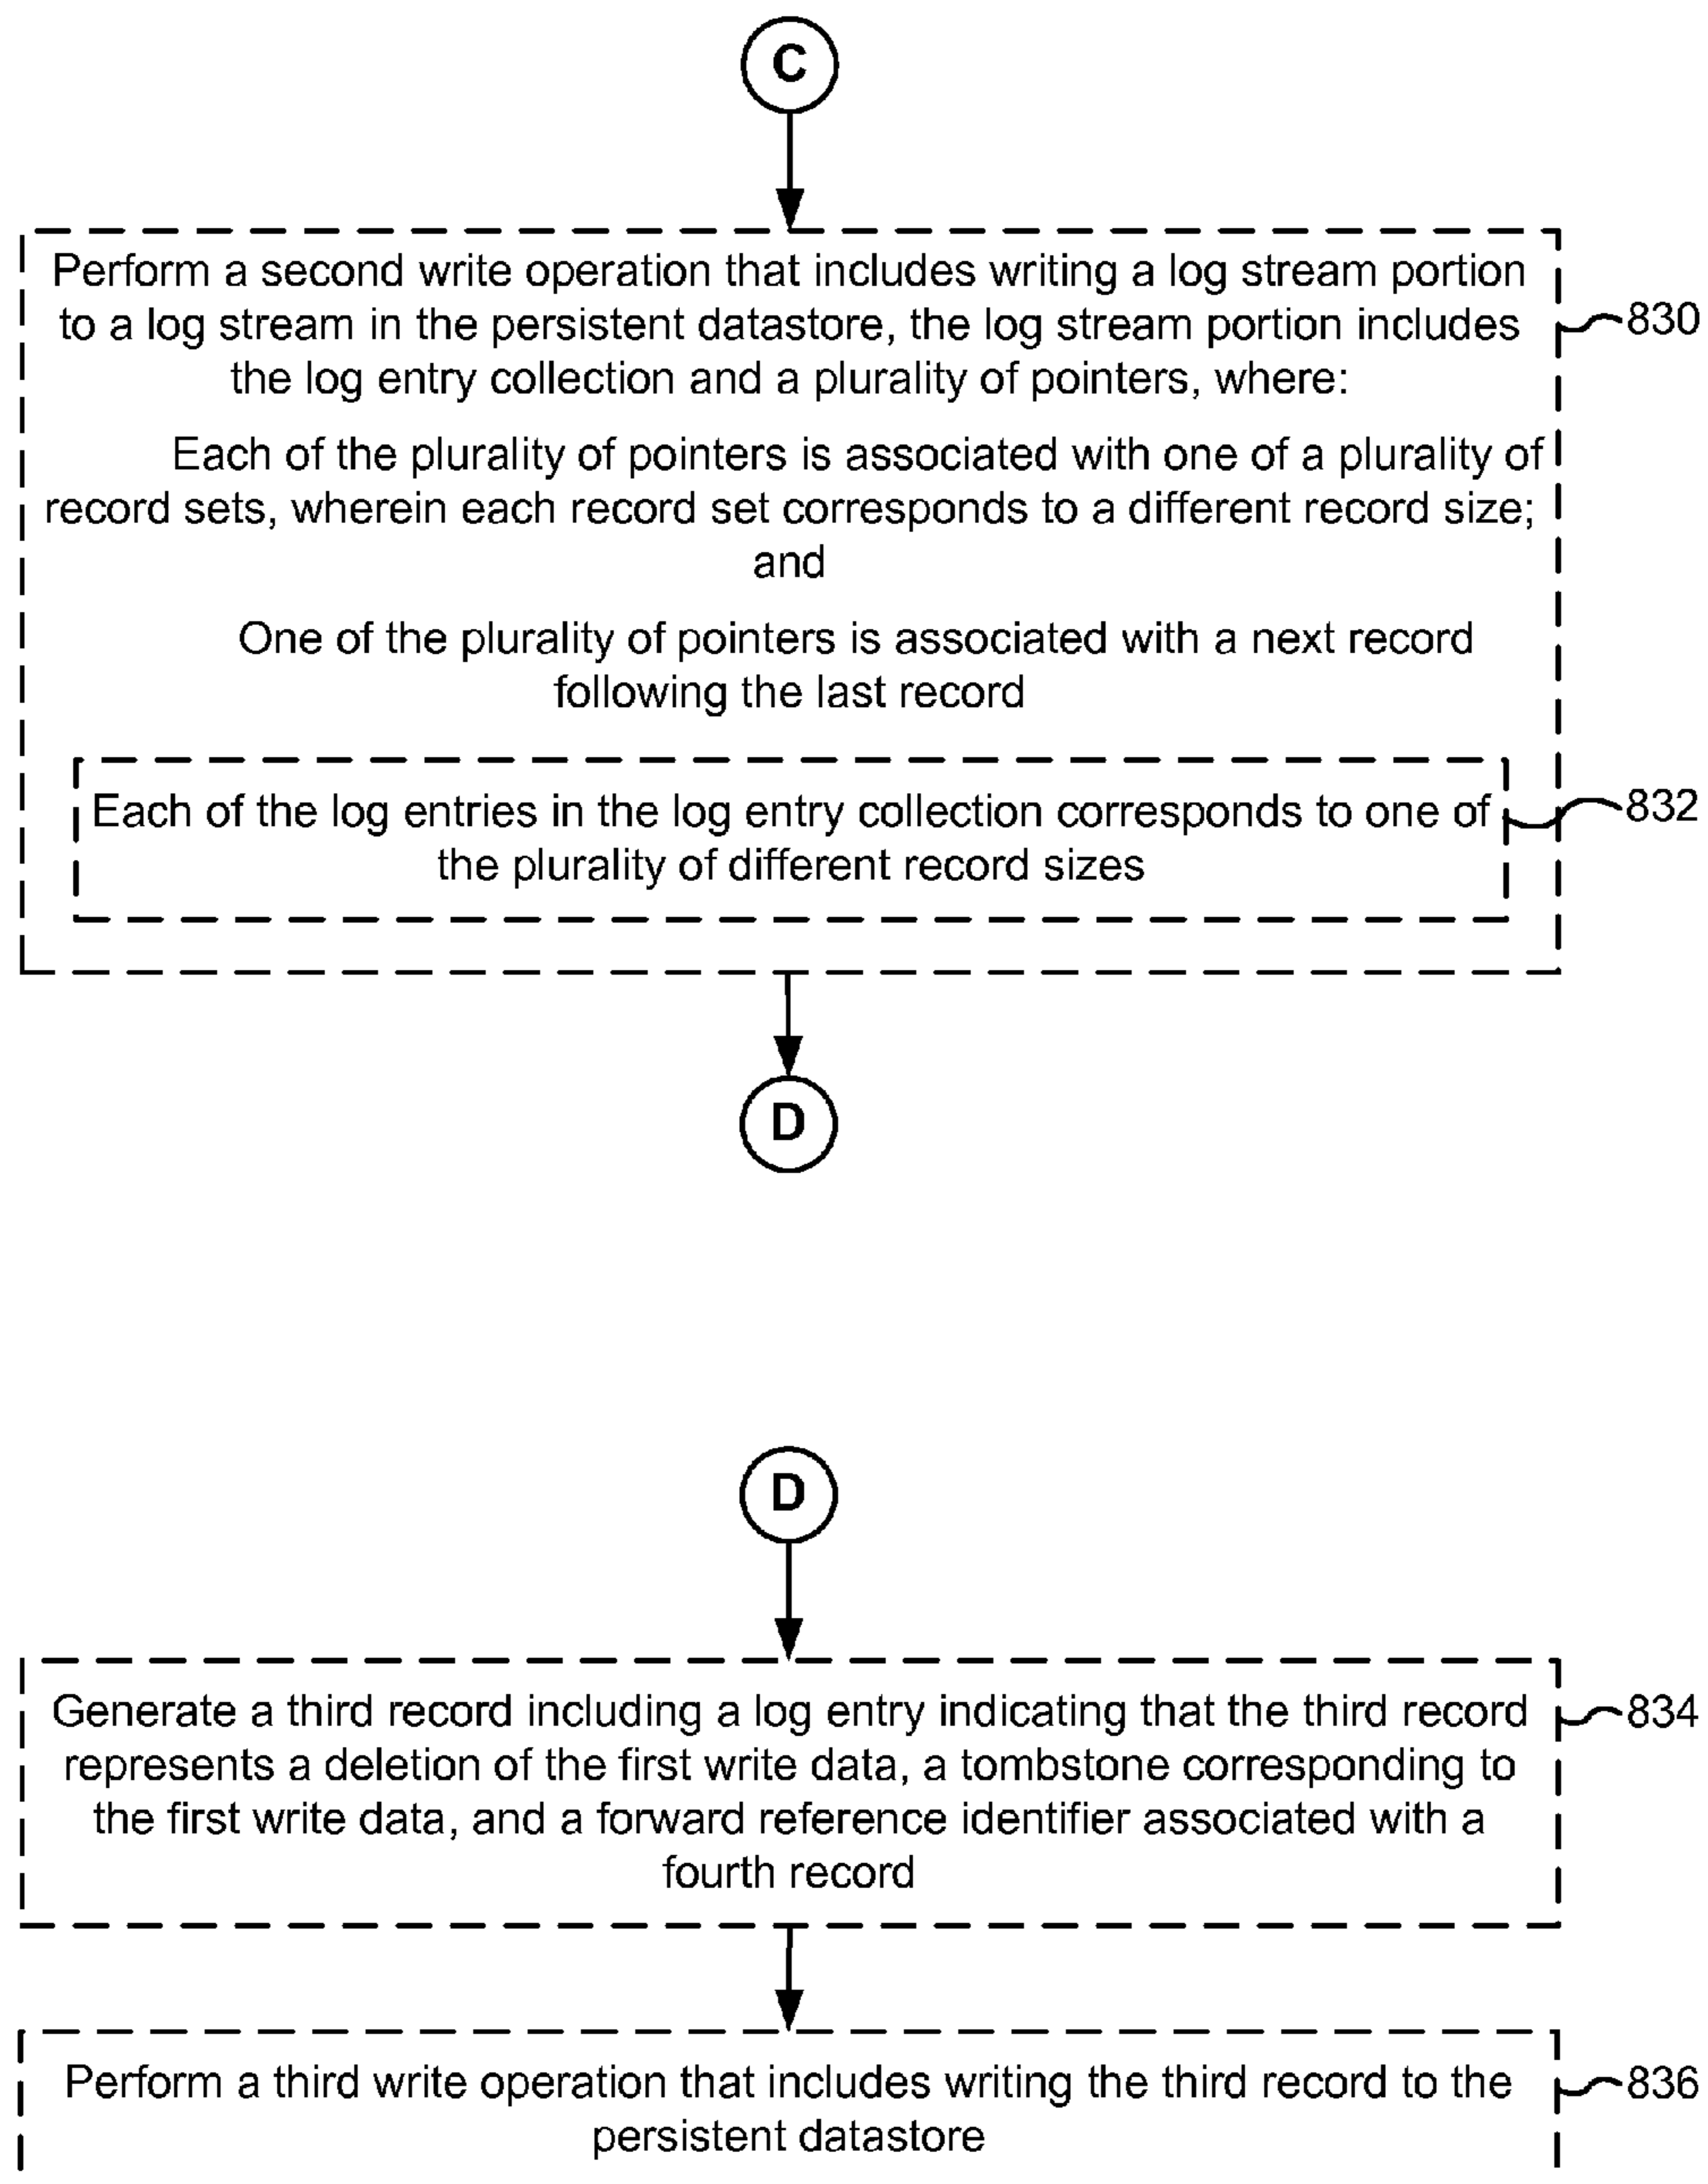 C
Perform a second write operation that includes writing a log stream portion
to a log stream in the persistent datastore, the log stream portion includes
the log entry collection and a plurality of pointers, where:
830
Each of the plurality of pointers is associated with one of a plurality of
record sets, wherein each record set corresponds to a different record size;
and
One of the plurality of pointers is associated with a next record
following the last record
Each of the log entries in the log entry collection corresponds to one of
the plurality of different record sizes
832
D
D
Generate a third record including a log entry indicating that the third record
represents a deletion of the first write data, a tombstone corresponding to
the first write data, and a forward reference identifier associated with a
fourth record
834
Perform a third write operation that includes writing the third record to the
persistent datastore
836